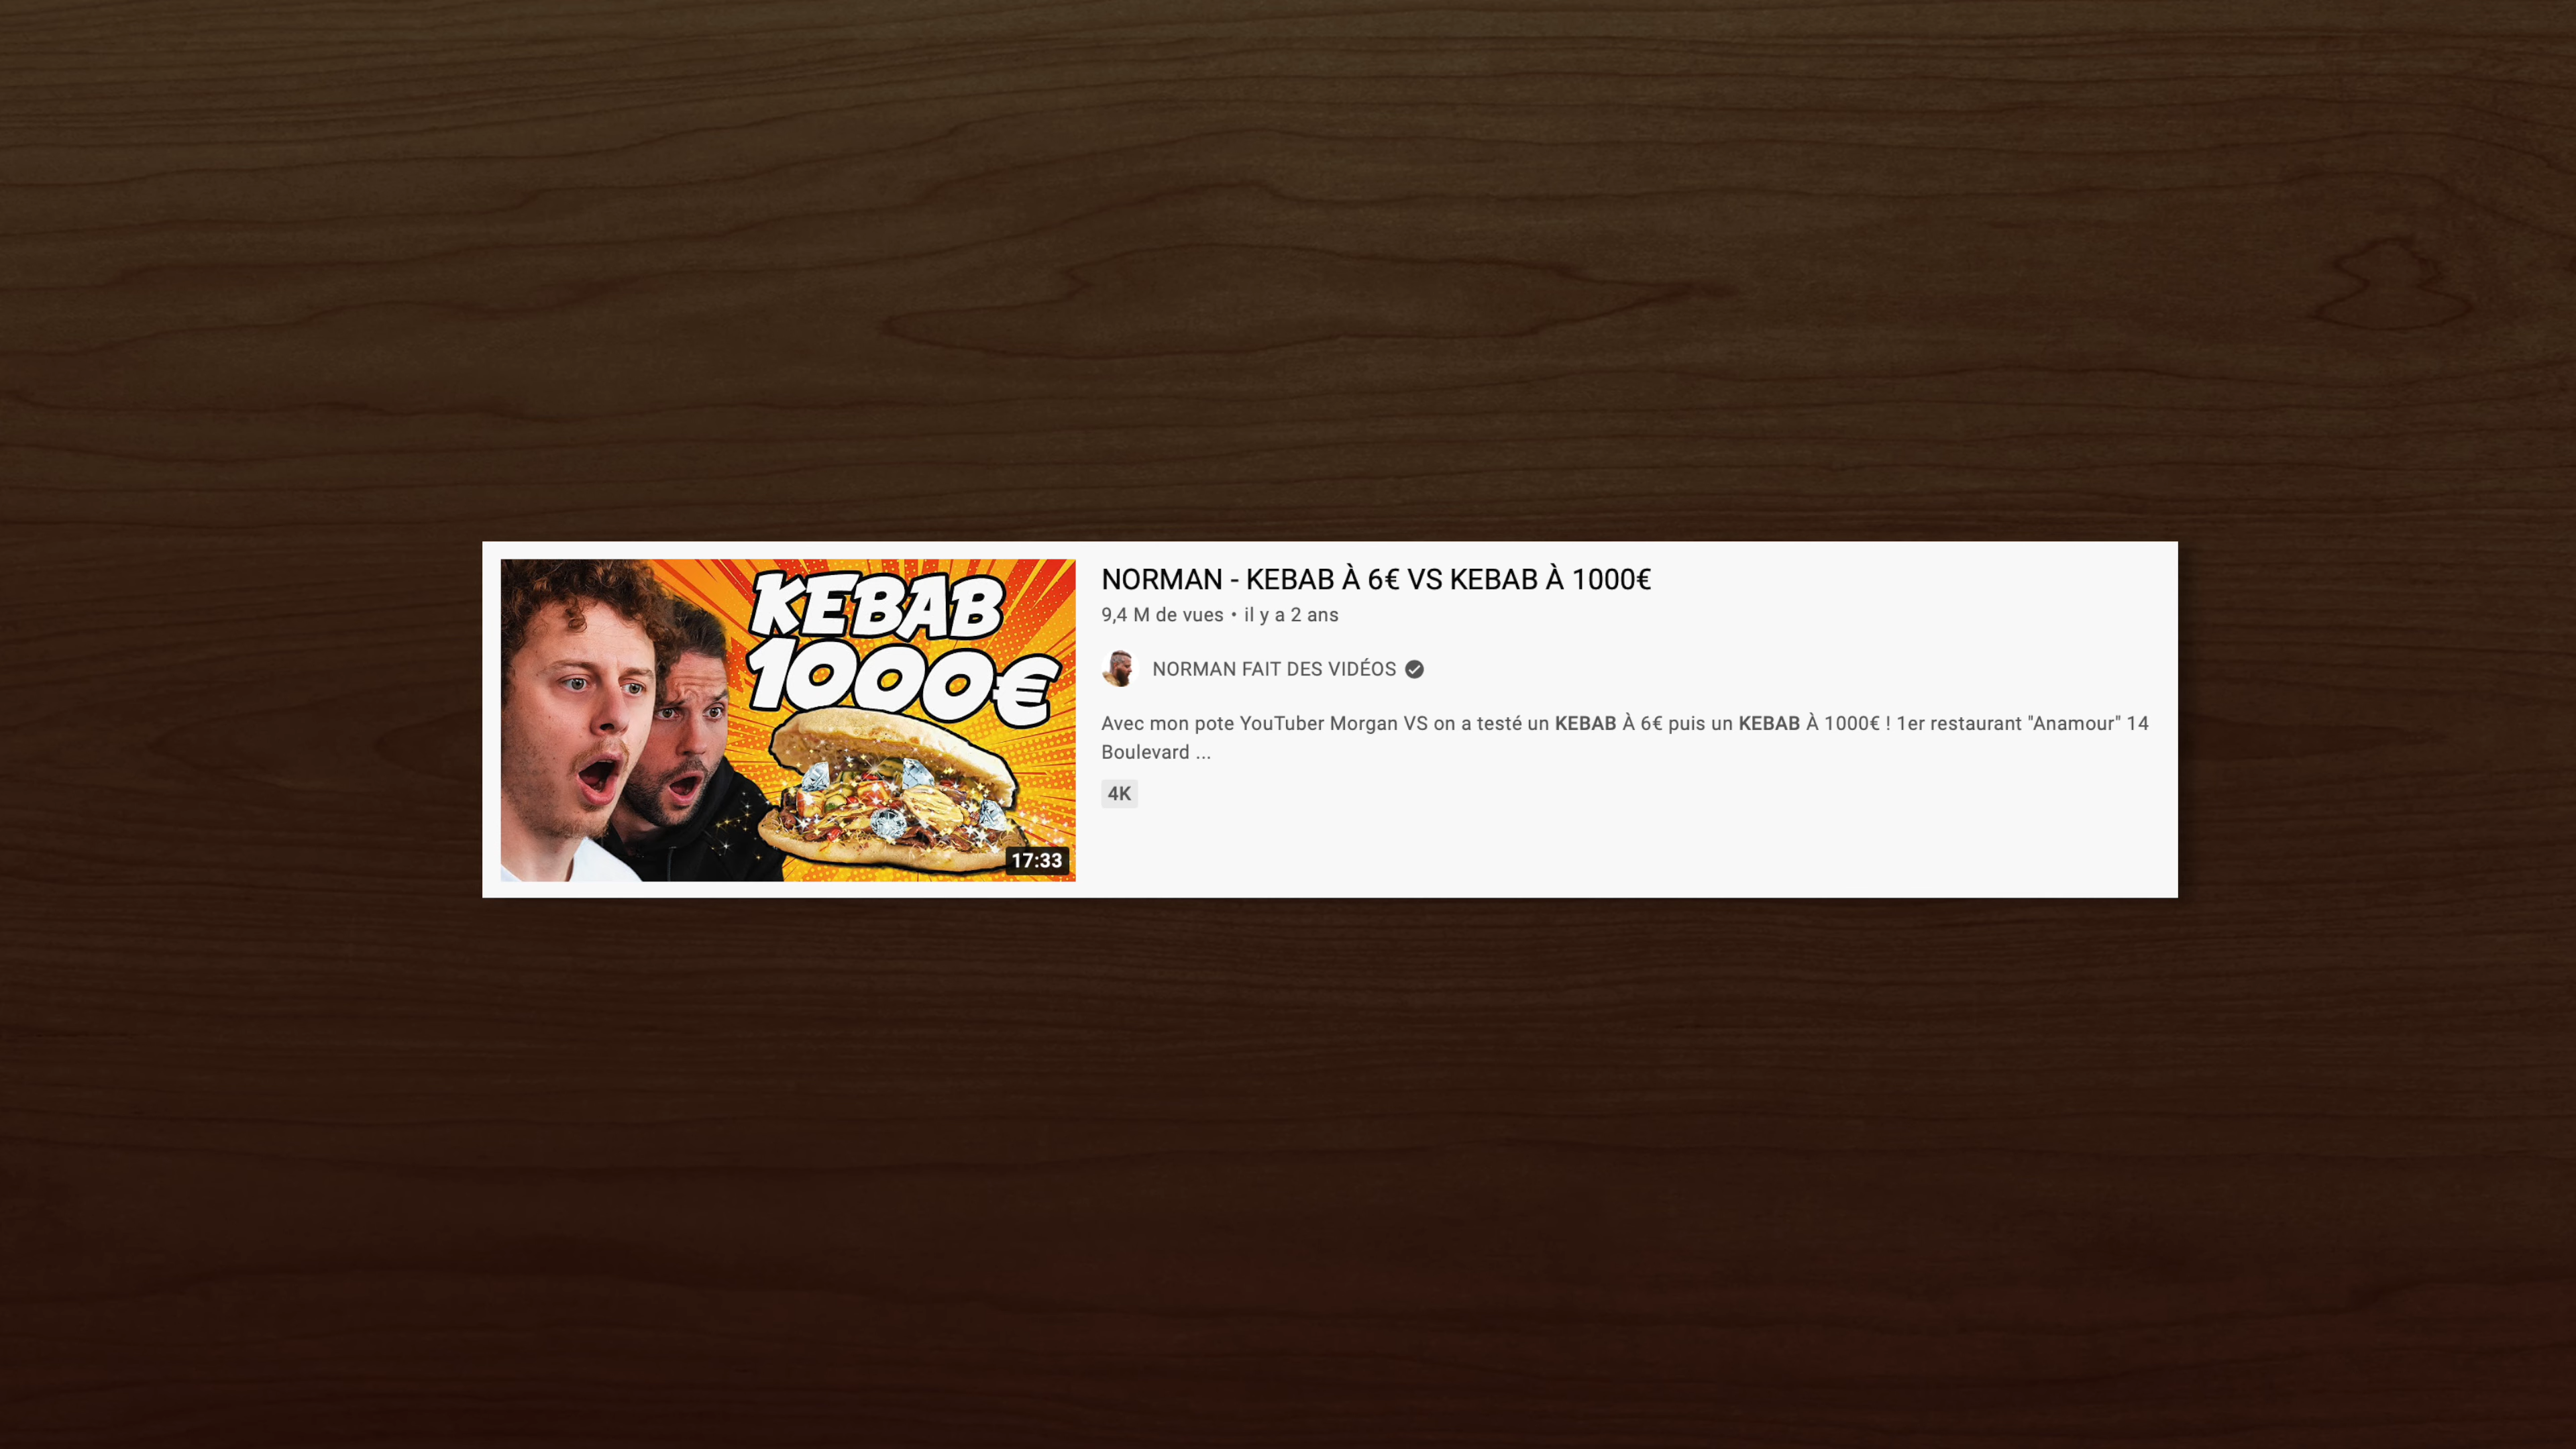 KEBAB
1000€
17:33
NORMAN - KEBAB À 6€ VS KEBAB À 1000€
9,4 M de vues • il y a 2 ans
NORMAN FAIT DES VIDÉOS
Avec mon pote YouTuber Morgan VS on a testé un KEBAB À 6€ puis un KEBAB À 1000€ ! 1er restaurant "Anamour" 14
Boulevard ...
4K